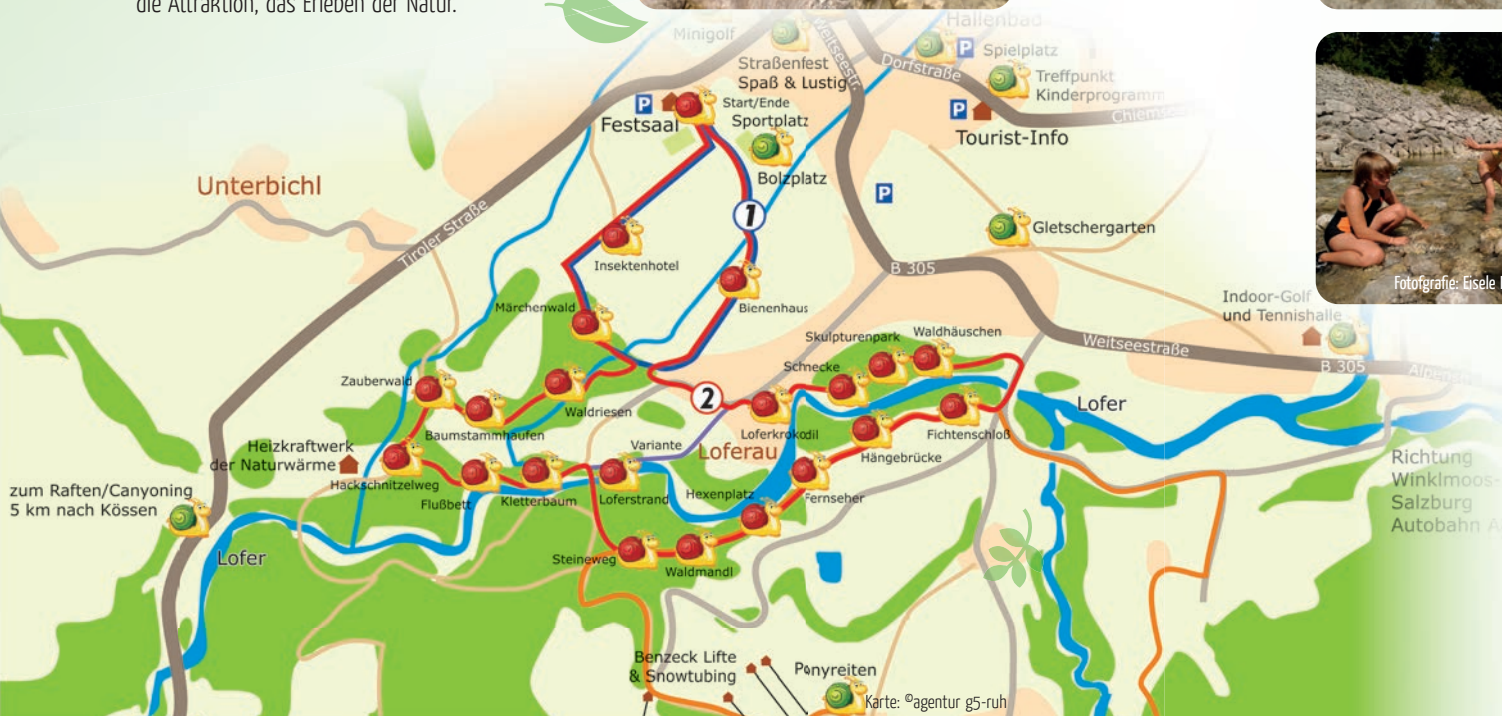 die Attraktion, das Erleben der Natur.
Minigolf
Hallenbad
Weitseestr.
P Spielplatz
Straßenfest
Spaß & Lustig
Dorfstraße
Treffpunkt
Kinderprogramm
P
Start/Ende
Festsaal
Sportplatz
P
Tourist-Info
Bolzplatz
Unterbichl
P
1
Tiroler Straße
Gletschergarten
Insektenhotel
B 305
Bienenhaus
Fotofgrafie: Eisele
Märchenwald
Indoor-Golf
und Tennishalle
Skulpturenpark
Waldhäuschen
Weitseestraße
B 305
Schnecke
Zauberwald
2
Lofer
Waldriesen
Baumstammhaufen
Loferkrokodil
Fichtenschloß
Variante
Loferau
Hängebrücke
Heizkraftwerk
der Naturwärme
Hackschnitzelweg
Flußbett
Kletterbaum
Loferstrand
Hexenplatz
Fernseher
Richtung
Winklmoos-
Salzburg
Autobahn A
zum Raften/Canyoning
5 km nach Kössen
Lofer
Steineweg
Waldmandl
Benzeck Lifte
& Snowtubing
Ponyreiten
Karte: ©agentur g5-ruh